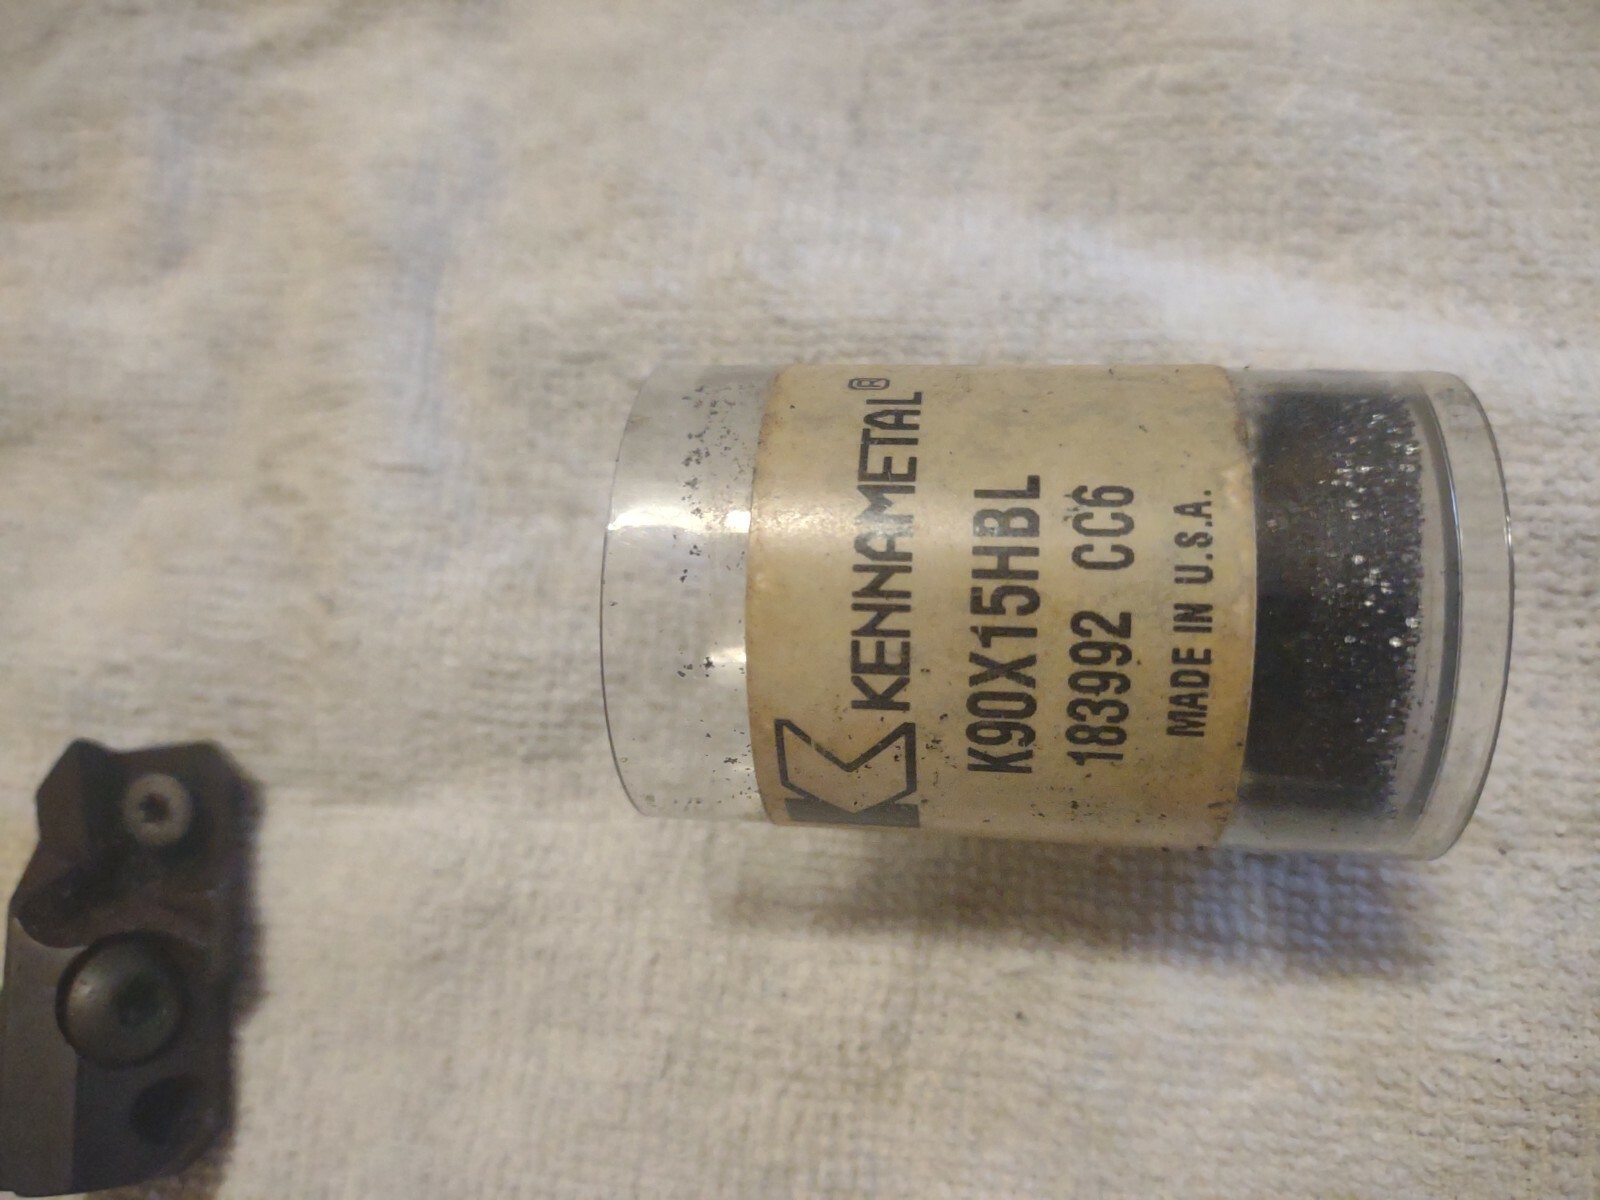 KENNAMETAL®
K90X15HBL
183992 CC6
MADE IN U.S.A.